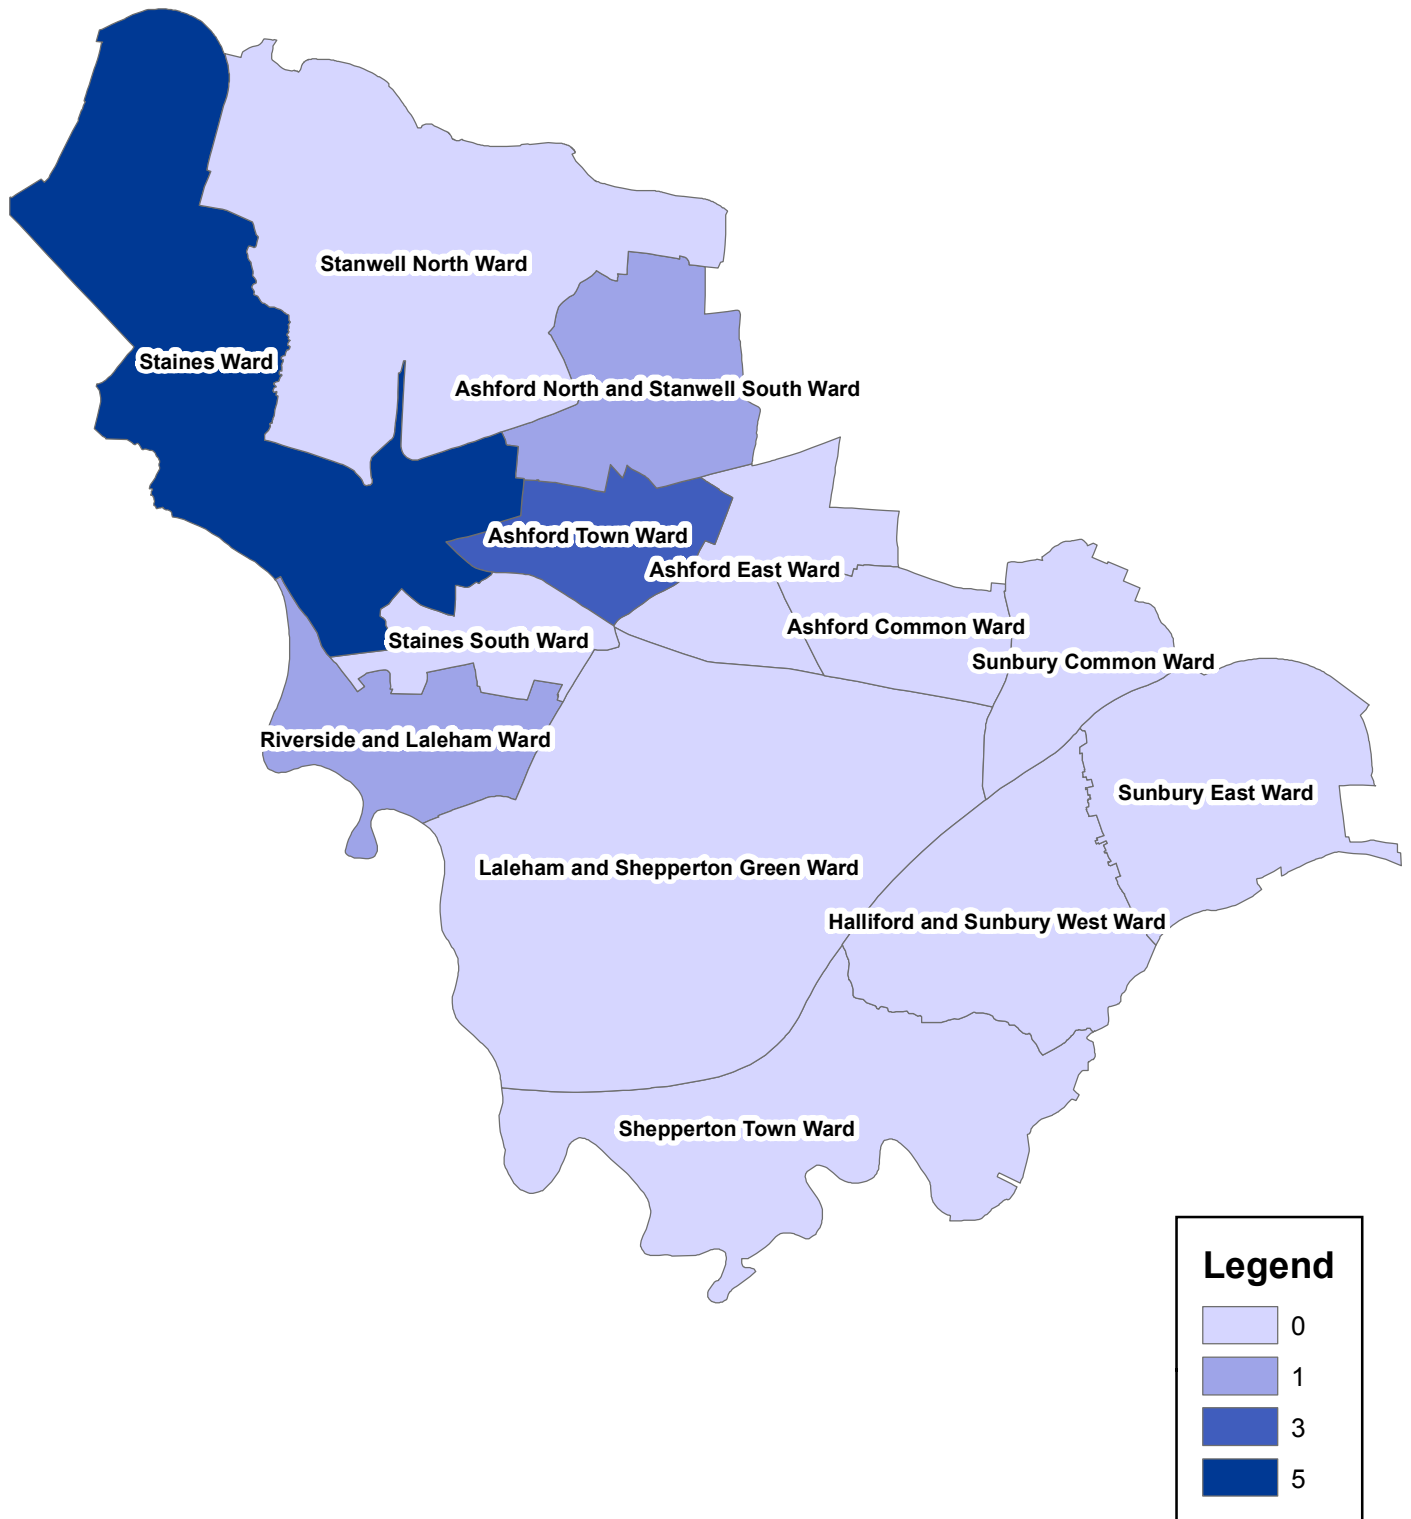 Stanwell North Ward
Staines Ward
Ashford North and Stanwell South Ward
Ashford Town Ward
Ashford East Ward
Ashford Common Ward
Staines South Ward
Sunbury Common Ward
Riverside and Laleham Ward
Sunbury East Ward
Laleham and Shepperton Green Ward
Halliford and Sunbury West Ward
Shepperton Town Ward
Legend
0
1
3
5